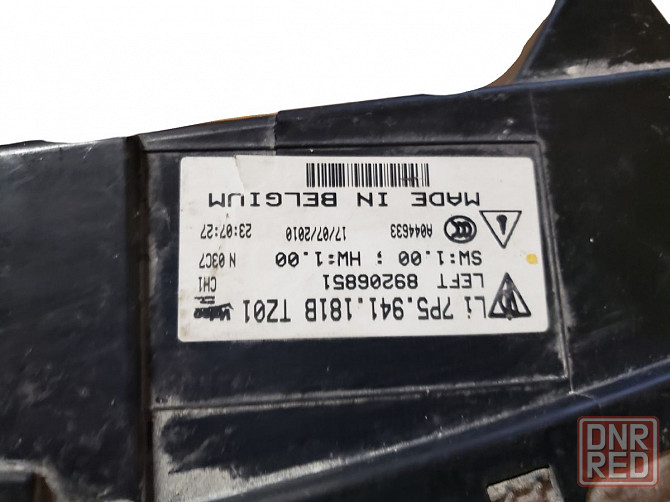 Li 7P5.941.181B TZ01 Valeo
LEFT 89206851 CH1
SW:1.00 ; HW:1.00 N 03C7
A044633 17/07/2010 23:07:27
MADE IN BELGIUM
DNR
RED